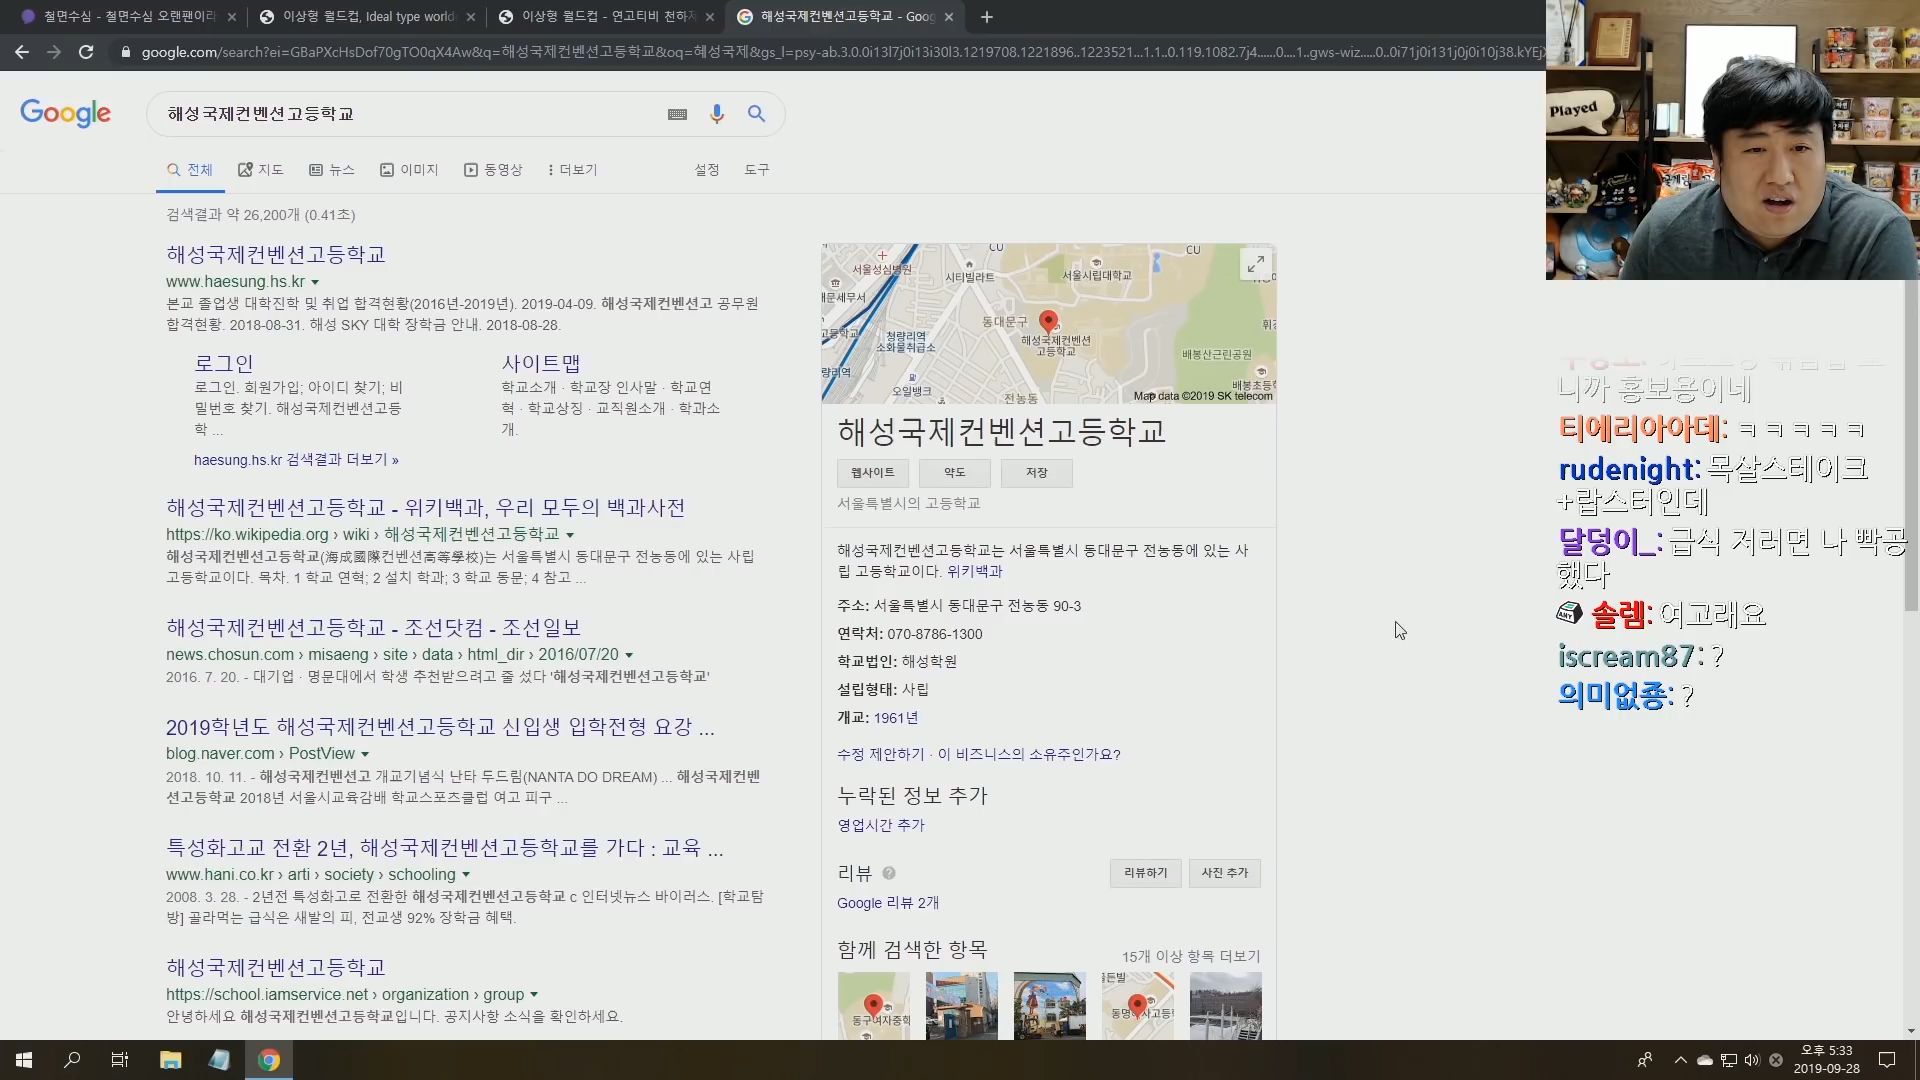 철면수심 - 철면수심 오랜팬이라
이상형 월드컵, Ideal type world
이상형 월드컵 - 연고티비 천하제
해성국제컨벤션고등학교 - Goog
google.com/search?ei=GBaPXcHsDof70gTO0qX4Aw&q=해성국제컨벤션고등학교&oq=혜성국제&gs_l=psy-ab.3.0.0i13l7j0i13i30l3.1219708.1221896..1223521...1.1..0.119.1082.7j4......0....1..gws-wiz.....0..0i71j0i131j0j0i10j38.kYEj
Played
Google
해성국제컨벤션고등학교
전체 지도 뉴스 이미지 동영상 더보기 설정 도구
검색결과 약 26,200개 (0.41초)
해성국제컨벤션고등학교
www.haesung.hs.kr
본교 졸업생 대학진학 및 취업 합격현황(2016년-2019년). 2019-04-09. 해성국제컨벤션고 공무원
합격현황. 2018-08-31. 해성 SKY 대학 장학금 안내. 2018-08-28.
로그인
로그인. 회원가입; 아이디 찾기; 비
밀번호 찾기. 해성국제컨벤션고등
학 ...
사이트맵
학교소개 · 학교장 인사말 · 학교연
혁 · 학교상징 · 교직원소개 · 학과소
개.
haesung.hs.kr 검색결과 더보기 »
해성국제컨벤션고등학교 - 위키백과, 우리 모두의 백과사전
https://ko.wikipedia.org › wiki › 해성국제컨벤션고등학교
해성국제컨벤션고등학교(海成國際컨벤션高等學校)는 서울특별시 동대문구 전농동에 있는 사립
고등학교이다. 목차. 1 학교 연혁; 2 설치 학과; 3 학교 동문; 4 참고 ...
해성국제컨벤션고등학교 - 조선닷컴 - 조선일보
news.chosun.com › misaeng › site › data › html_dir › 2016/07/20
2016. 7. 20. - 대기업 · 명문대에서 학생 추천받으려고 줄 섰다 '해성국제컨벤션고등학교'
2019학년도 해성국제컨벤션고등학교 신입생 입학전형 요강 ...
blog.naver.com › PostView
2018. 10. 11. - 해성국제컨벤션고 개교기념식 난타 두드림(NANTA DO DREAM) ... 해성국제컨벤
션고등학교 2018년 서울시교육감배 학교스포츠클럽 여고 피구 ...
특성화고교 전환 2년, 해성국제컨벤션고등학교를 가다 : 교육 ...
www.hani.co.kr › arti › society › schooling
2008. 3. 28. - 2년전 특성화고로 전환한 해성국제컨벤션고등학교 c 인터넷뉴스 바이러스. [학교탐
방] 골라먹는 급식은 새발의 피, 전교생 92% 장학금 혜택.
해성국제컨벤션고등학교
https://school.iamservice.net › organization › group
안녕하세요 해성국제컨벤션고등학교입니다. 공지사항 소식을 확인하세요.
CU
CU
서울성심병원
시티빌라트
서울시립대학교
대문세무서
고등학교
청량리역
소화물취급소
동대문구
해성국제컨벤션
고등학교
휘경
배봉산근린공원
량리역
오일뱅크
전농동
배봉초등
Map data ©2019 SK telecom
해성국제컨벤션고등학교
웹사이트 약도 저장
서울특별시의 고등학교
해성국제컨벤션고등학교는 서울특별시 동대문구 전농동에 있는 사
립 고등학교이다. 위키백과
주소: 서울특별시 동대문구 전농동 90-3
연락처: 070-8786-1300
학교법인: 해성학원
설립형태: 사립
개교: 1961년
수정 제안하기 · 이 비즈니스의 소유주인가요?
누락된 정보 추가
영업시간 추가
리뷰
리뷰하기 사진 추가
Google 리뷰 2개
함께 검색한 항목
15개 이상 항목 더보기
동구여자중학
니까 홍보용이네
티에리아아데: ㅋㅋㅋㅋㅋ
rudenight: 목살스테이크
+랍스터인데
달덩이_: 급식 저러면 나 빡공
했다
솔렘: 여고래요
iscream87: ?
의미없죵: ?
오후 5:33
2019-09-28